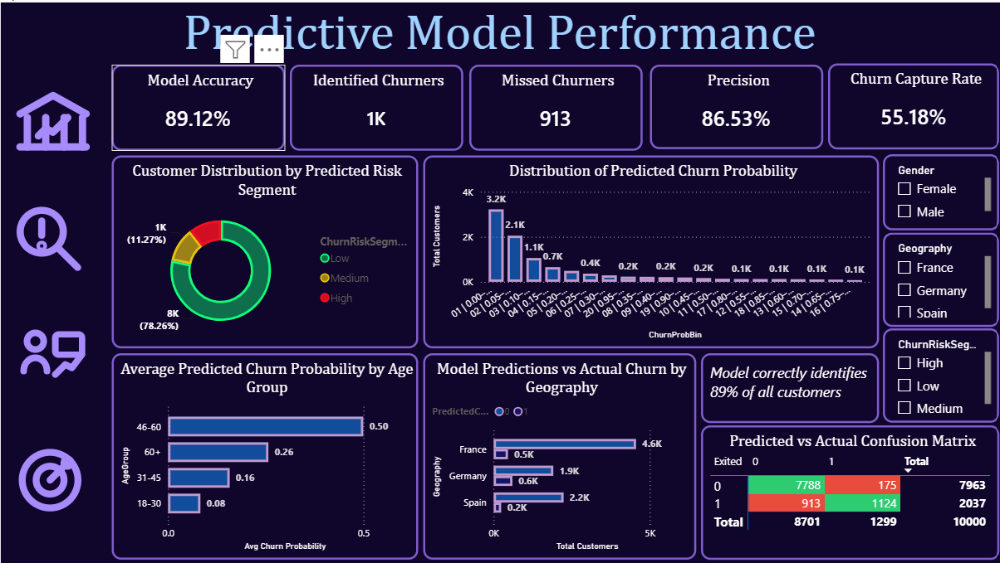 Predictive Model Performance
Model Accuracy
89.12%
Identified Churners
1K
Missed Churners
913
Precision
86.53%
Churn Capture Rate
55.18%
Customer Distribution by Predicted Risk
Segment
1K
(11.27%)
8K
(78.26%)
ChurnRiskSegm...
Low
Medium
High
Distribution of Predicted Churn Probability
Total Customers
4K
2K
0K
3.2K
2.1K
1.1K
0.7K
0.4K
0.2K
0.2K
0.2K
0.1K
0.1K
0.1K
0.1K
01 | 0.00-...
02 | 0.05-...
03 | 0.10-...
04 | 0.15-...
05 | 0.20-...
06 | 0.25-...
07 | 0.30-...
20 | 0.95-...
08 | 0.35-...
09 | 0.40-...
19 | 0.90-...
10 | 0.45-...
11 | 0.50-...
17 | 0.80-...
12 | 0.55-...
18 | 0.85-...
13 | 0.60-...
15 | 0.70-...
14 | 0.65-...
16 | 0.75-...
ChurnProbBin
Gender
Female
Male
Geography
France
Germany
Spain
ChurnRiskSeg...
High
Low
Medium
Average Predicted Churn Probability by Age
Group
AgeGroup
46-60
0.50
60+
0.26
31-45
0.16
18-30
0.08
0.0
0.5
Avg Churn Probability
Model Predictions vs Actual Churn by
Geography
PredictedC...
0
1
Geography
France
4.6K
0.5K
Germany
1.9K
0.6K
Spain
2.2K
0.2K
0K
5K
Total Customers
Model correctly identifies
89% of all customers
Predicted vs Actual Confusion Matrix
Exited 0 1 Total
0 7788 175 7963
1 913 1124 2037
Total 8701 1299 10000